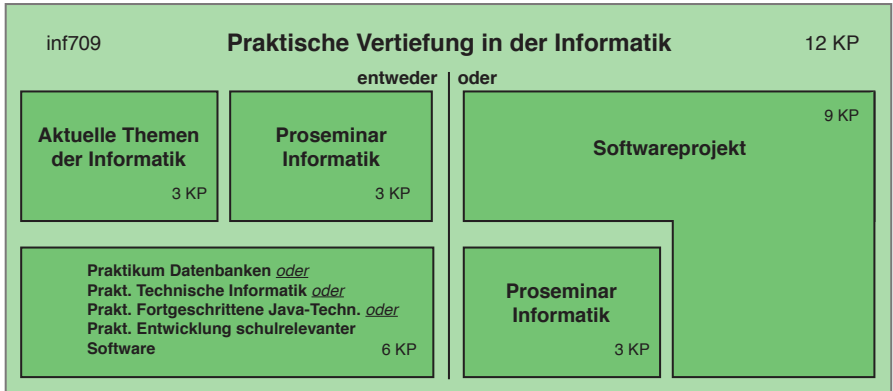 inf709 Praktische Vertiefung in der Informatik 12 KP
entweder oder
Aktuelle Themen
der Informatik
3 KP
Proseminar
Informatik
3 KP
Praktikum Datenbanken oder
Prakt. Technische Informatik oder
Prakt. Fortgeschrittene Java-Techn. oder
Prakt. Entwicklung schulrelevanter
Software 6 KP
9 KP
Softwareprojekt
Proseminar
Informatik
3 KP